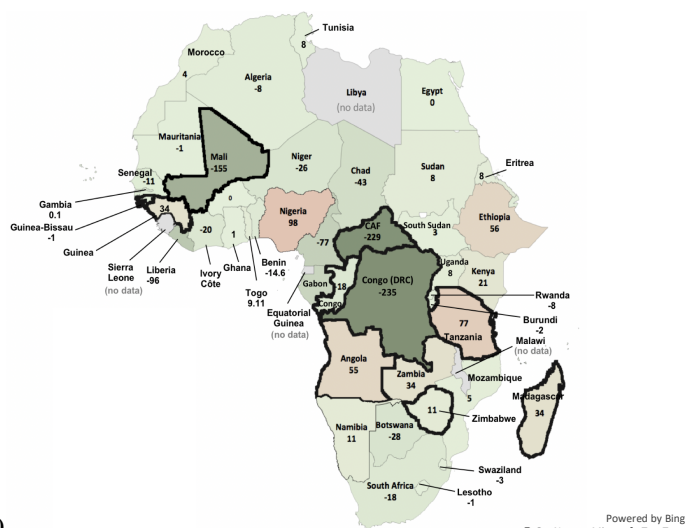 Tunisia
8
Morocco
4
Algeria
-8
Libya
(no data)
Egypt
0
Mauritania
-1
Mali
-155
Niger
-26
Chad
-43
Sudan
8
Eritrea
8
Senegal
-11
Gambia
0.1
Guinea-Bissau
-1
Guinea
34
0
Nigeria
98
Ethiopia
56
-20
1
-77
CAF
-229
South Sudan
3
Sierra
Leone
(no data)
Liberia
-96
Ivory
Côte
Ghana
Togo
9.11
Benin
-14.6
Gabon
-18
Congo
Equatorial
Guinea
(no data)
Congo (DRC)
-235
Uganda
8
Kenya
21
Rwanda
-8
Burundi
-2
77
Tanzania
Malawi
(no data)
Angola
55
Zambia
34
Mozambique
5
Madagascar
34
11
Zimbabwe
Namibia
11
Botswana
-28
Swaziland
-3
South Africa
-18
Lesotho
-1
Powered by Bing